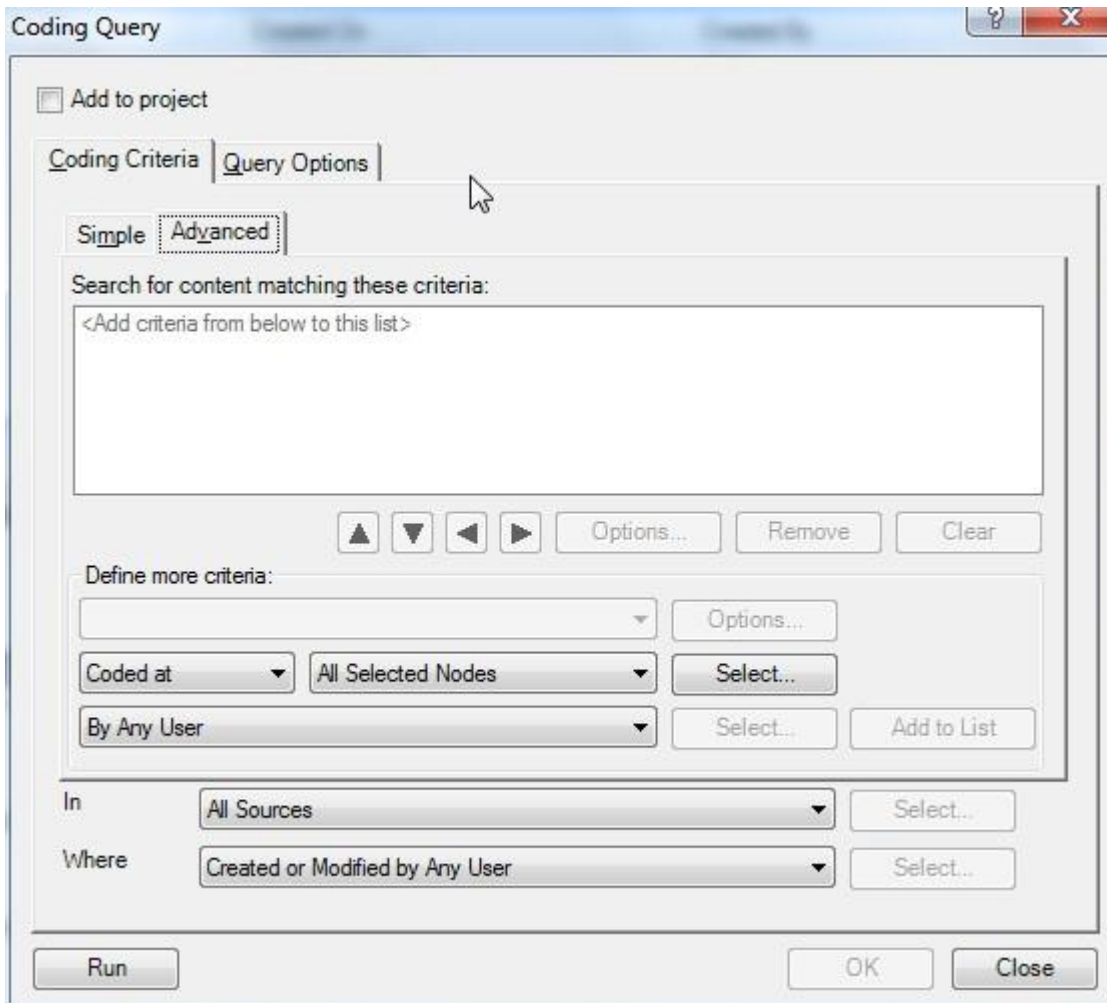 Coding Query
?
X
Add to project
Coding Criteria Query Options
Simple Advanced
Search for content matching these criteria:
<Add criteria from below to this list>
Options... Remove Clear
Define more criteria:
Options...
Coded at All Selected Nodes Select...
By Any User Select... Add to List
In All Sources Select...
Where Created or Modified by Any User Select...
Run OK Close